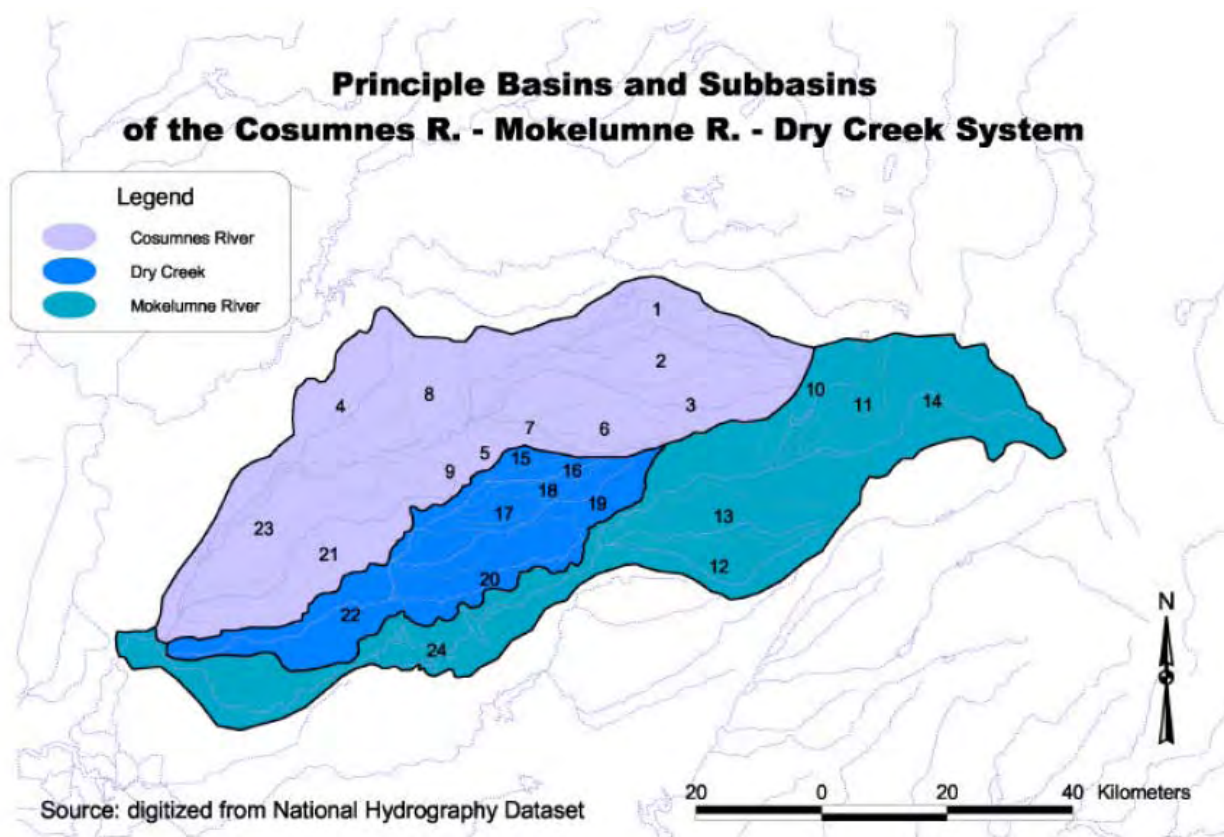 Principle Basins and Subbasins
of the Cosumnes R. - Mokelumne R. - Dry Creek System
Legend
Cosumnes River
Dry Creek
Mokelumne River
1
2
8
4
3
10
11
14
7
6
5
15
9
16
18
19
17
13
23
21
12
20
22
24
N
20 0 20 40 Kilometers
Source: digitized from National Hydrography Dataset